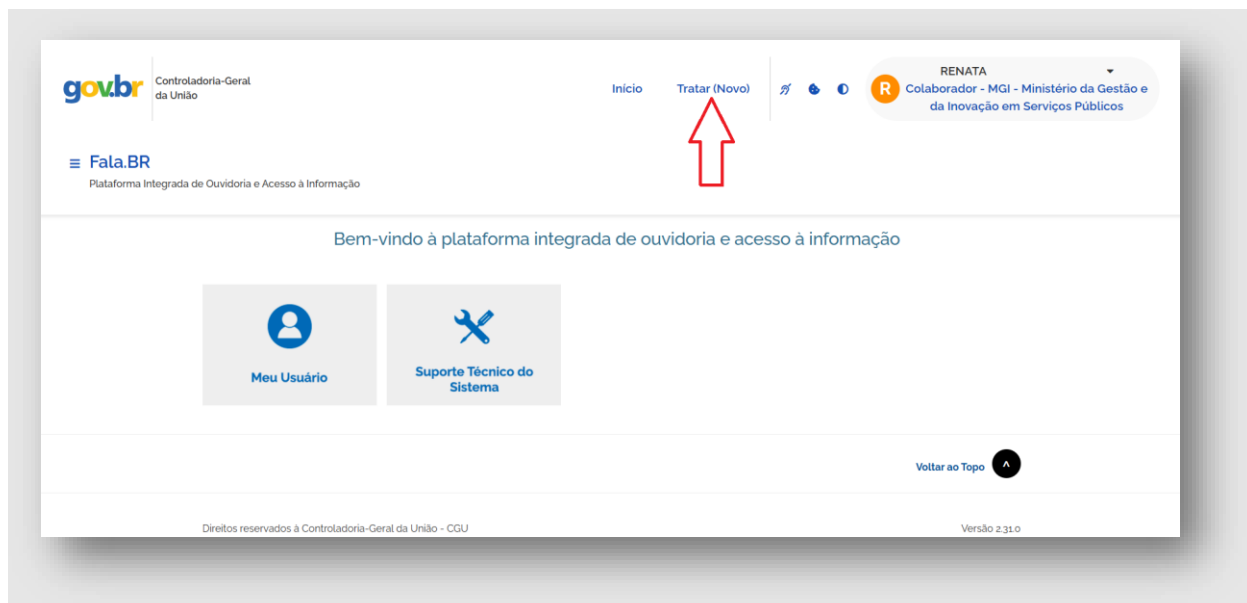 gov.br
Controladoria-Geral
da União
Início
Tratar (Novo)
R
RENATA
Colaborador - MGI - Ministério da Gestão e
da Inovação em Serviços Públicos
Fala.BR
Plataforma Integrada de Ouvidoria e Acesso à Informação
Bem-vindo à plataforma integrada de ouvidoria e acesso à informação
Meu Usuário
Suporte Técnico do
Sistema
Voltar ao Topo
Direitos reservados à Controladoria-Geral da União - CGU
Versão 2.31.0